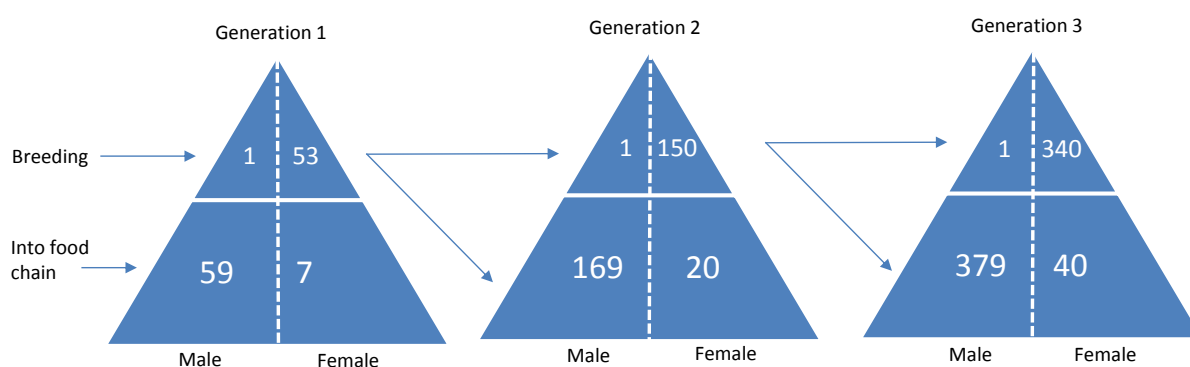 Generation 1
Generation 2
Generation 3
Breeding
1 53
1 150
1 340
Into food
chain
59 7
169 20
379 40
Male Female
Male Female
Male Female